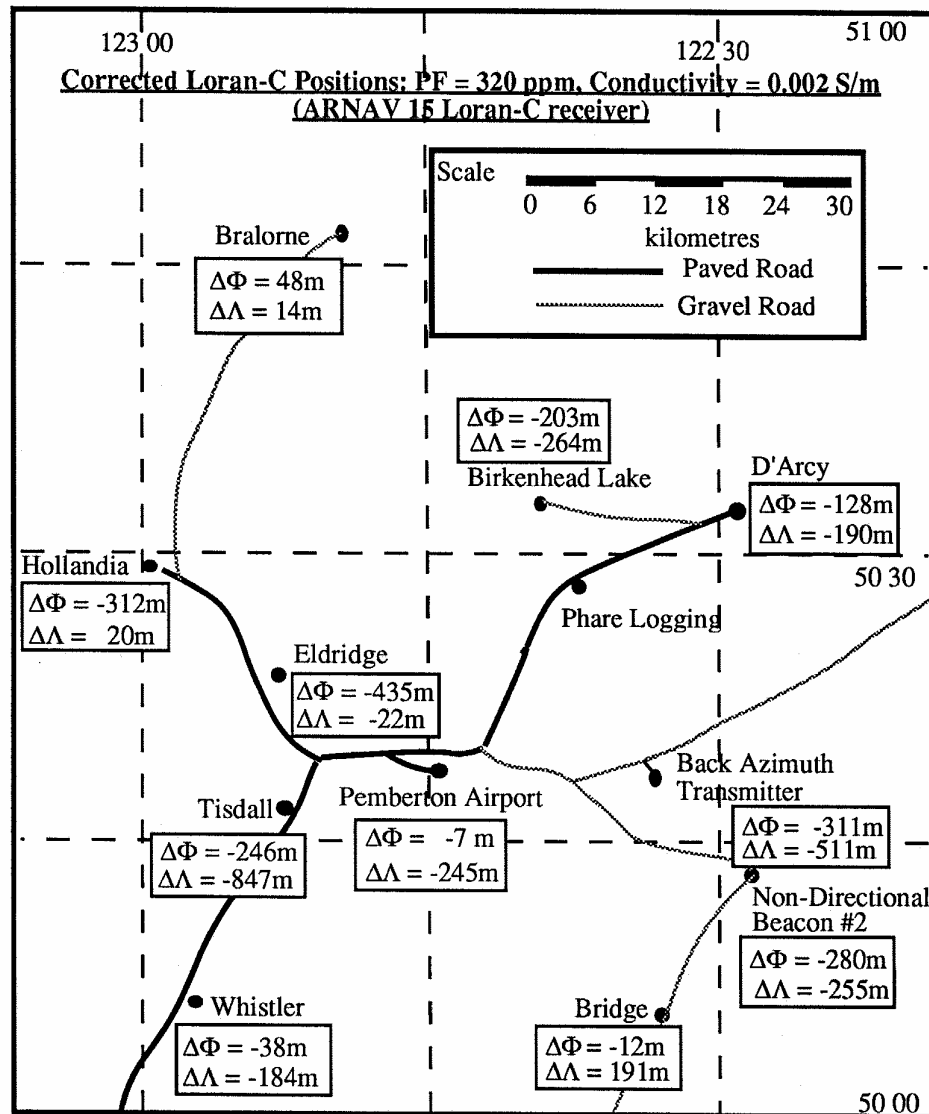 123 00
122 30
51 00
Corrected Loran-C Positions: PF = 320 ppm, Conductivity = 0.002 S/m
(ARNAV 15 Loran-C receiver)
Scale
0 6 12 18 24 30
kilometres
Paved Road
Gravel Road
Bralorne
ΔΦ = 48m
ΔΛ = 14m
ΔΦ = -203m
ΔΛ = -264m
Birkenhead Lake
D'Arcy
ΔΦ = -128m
ΔΛ = -190m
Hollandia
ΔΦ = -312m
ΔΛ = 20m
50 30
Phare Logging
Eldridge
ΔΦ = -435m
ΔΛ = -22m
Back Azimuth
Transmitter
ΔΦ = -311m
ΔΛ = -511m
Pemberton Airport
ΔΦ = -7 m
ΔΛ = -245m
Tisdall
ΔΦ = -246m
ΔΛ = -847m
Non-Directional
Beacon #2
ΔΦ = -280m
ΔΛ = -255m
Whistler
ΔΦ = -38m
ΔΛ = -184m
Bridge
ΔΦ = -12m
ΔΛ = 191m
50 00